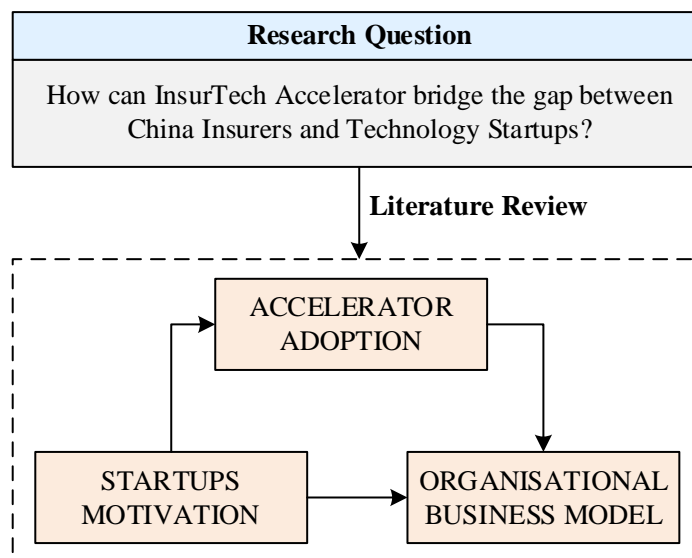 Research Question
How can InsurTech Accelerator bridge the gap between
China Insurers and Technology Startups?
Literature Review
ACCELERATOR
ADOPTION
STARTUPS
MOTIVATION
ORGANISATIONAL
BUSINESS MODEL